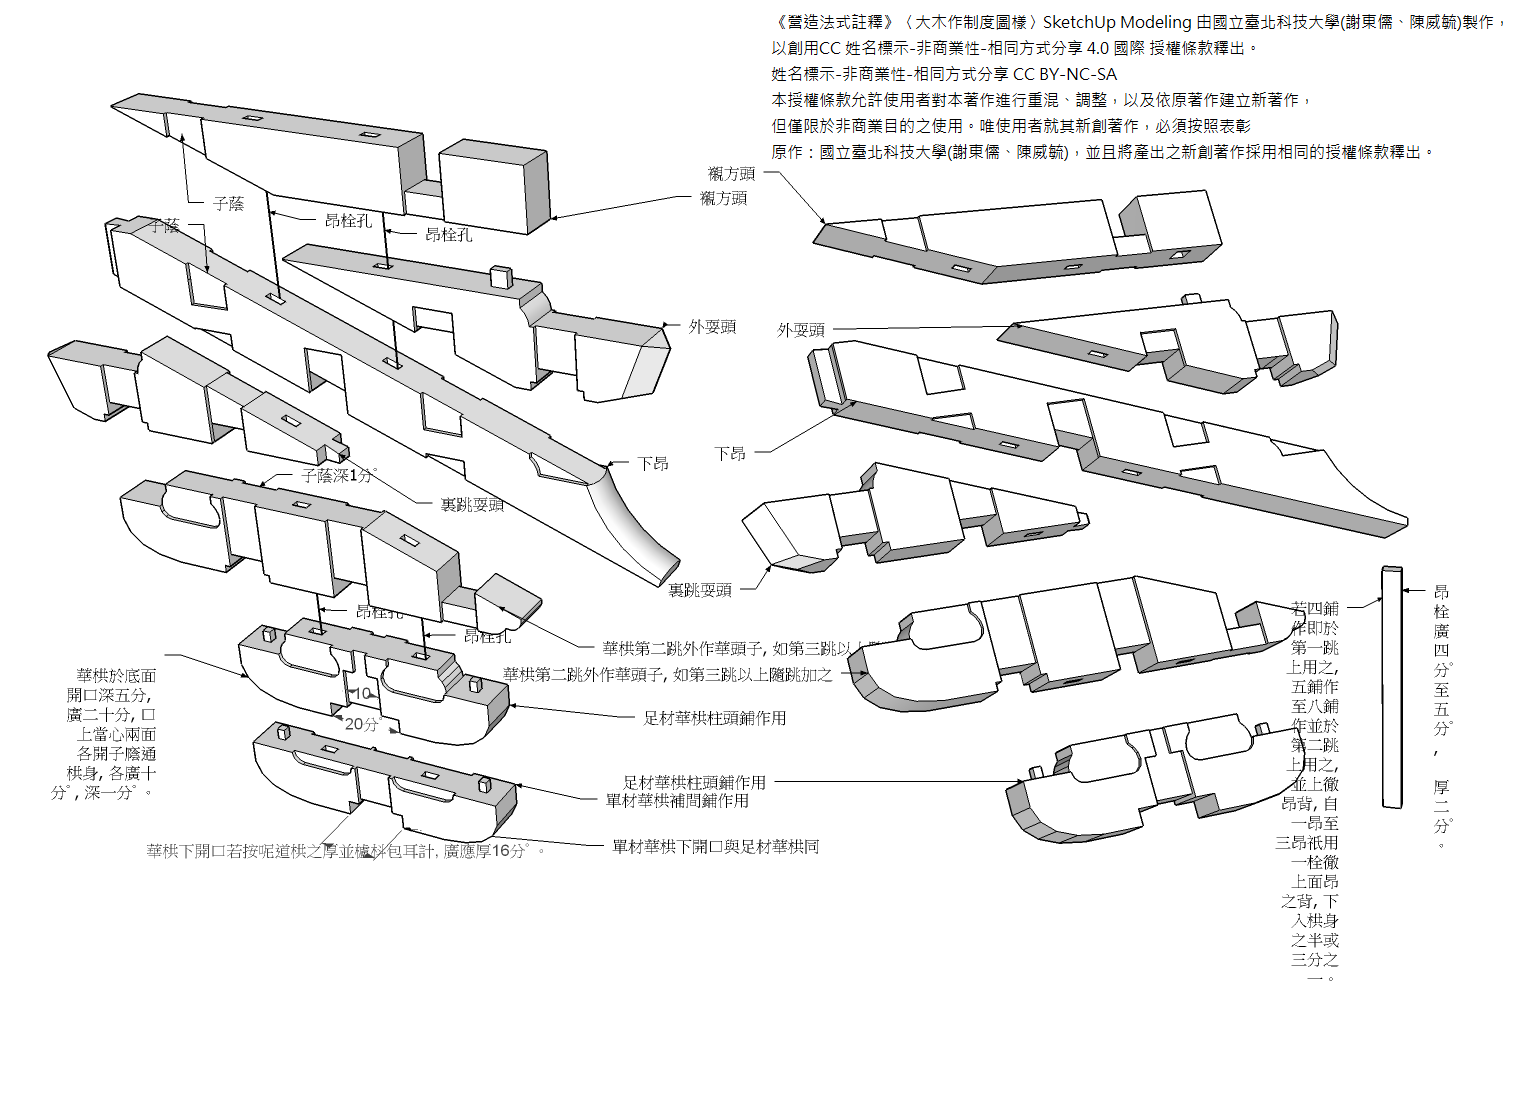 《營造法式註釋》〈大木作制度圖樣〉SketchUp Modeling 由國立臺北科技大學(謝東儒、陳威毓)製作，
以創用CC 姓名標示-非商業性-相同方式分享 4.0 國際 授權條款釋出。
姓名標示-非商業性-相同方式分享 CC BY-NC-SA
本授權條款允許使用者對本著作進行重混、調整，以及依原著作建立新著作，
但僅限於非商業目的之使用。唯使用者就其新創著作，必須按照表彰
原作：國立臺北科技大學(謝東儒、陳威毓)，並且將產出之新創著作採用相同的授權條款釋出。
襯方頭
襯方頭
子蔭
子蔭
昂栓孔
昂栓孔
外耍頭
外耍頭
下昂
下昂
子蔭深1分°
裏跳耍頭
裏跳耍頭
昂栓孔
昂栓孔
華栱第二跳外作華頭子, 如第三跳以上隨
華栱第二跳外作華頭子, 如第三跳以上隨跳加之
華栱於底面
開口深五分,
廣二十分, 口
上當心兩面
各開子廕通
栱身, 各廣十
分°, 深一分°。
10
20分°
足材華栱柱頭鋪作用
足材華栱柱頭鋪作用
單材華栱補間鋪作用
單材華栱下開口與足材華栱同
華栱下開口若按呢道栱之厚並櫨枓包耳計, 廣應厚16分°。
若四鋪
作即於
第一跳
上用之,
五鋪作
至八鋪
作並於
第二跳
上用之,
並上徹
昂背, 自
一昂至
三昂衹用
一栓徹
上面昂
之背, 下
入栱身
之半或
三分之
一。
昂栓廣四分°至五分°, 厚二分°。